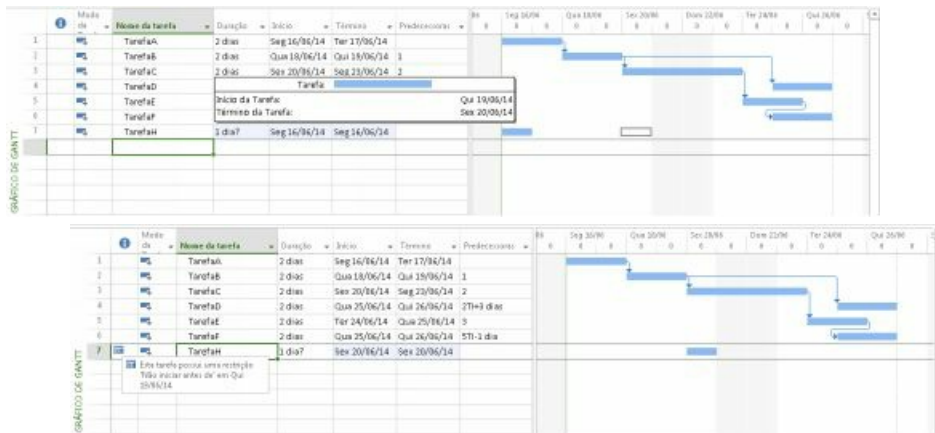 Modo da
Nome da tarefa Duração Início Término Predecessoras
Seg 16/06 Qua 18/06 Sex 20/06 Dom 22/06 Ter 24/06 Qui 26/06
1 TarefaA 2 dias Seg 16/06/14 Ter 17/06/14
2 TarefaB 2 dias Qua 18/06/14 Qui 19/06/14 1
3 TarefaC 2 dias Sex 20/06/14 Seg 23/06/14 2
4 TarefaD
5 TarefaE
6 TarefaF
Tarefa:
Início da Tarefa: Qui 19/06/14
Término da Tarefa: Sex 20/06/14
7 TarefaH 1 dia? Seg 16/06/14 Seg 16/06/14
GRÁFICO DE GANTT
Modo da
Nome da tarefa Duração Início Término Predecessoras
Seg 16/06 Qua 18/06 Sex 20/06 Dom 22/06 Ter 24/06 Qui 26/06
1 TarefaA 2 dias Seg 16/06/14 Ter 17/06/14
2 TarefaB 2 dias Qua 18/06/14 Qui 19/06/14 1
3 TarefaC 2 dias Sex 20/06/14 Seg 23/06/14 2
4 TarefaD 2 dias Qua 25/06/14 Qui 26/06/14 2TI+3 dias
5 TarefaE 2 dias Ter 24/06/14 Qua 25/06/14 3
6 TarefaF 2 dias Qua 25/06/14 Qui 26/06/14 5TI-1 dia
7 TarefaH 1 dia? Sex 20/06/14 Sex 20/06/14
Esta tarefa possui uma restrição
'Não iniciar antes de' em Qui
19/06/14.
GRÁFICO DE GANTT